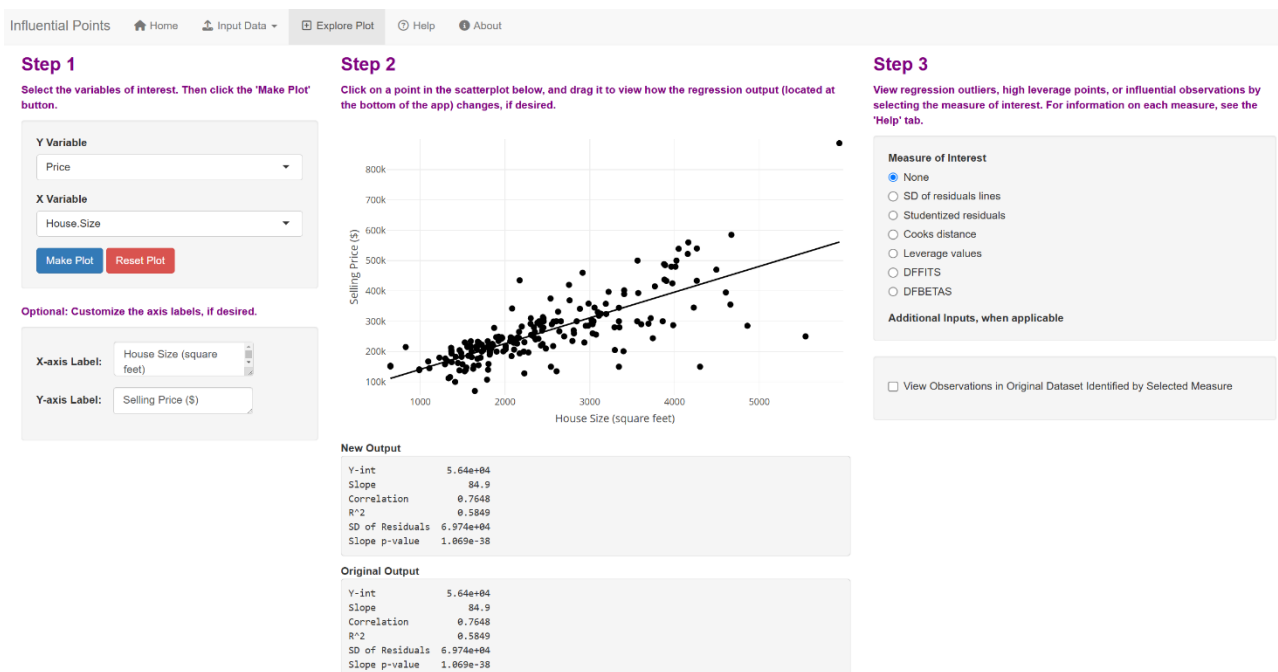 Influential Points Home Input Data Explore Plot Help About
Step 1
Select the variables of interest. Then click the 'Make Plot'
button.
Y Variable
Price
X Variable
House.Size
Make Plot Reset Plot
Optional: Customize the axis labels, if desired.
X-axis Label:
House Size (square
feet)
Y-axis Label:
Selling Price ($)
Step 2
Click on a point in the scatterplot below, and drag it to view how the regression output (located at
the bottom of the app) changes, if desired.
800k
700k
600k
500k
400k
300k
200k
100k
Selling Price ($)
1000 2000 3000 4000 5000
House Size (square feet)
New Output
Y-int 5.64e+04
Slope 84.9
Correlation 0.7648
R^2 0.5849
SD of Residuals 6.974e+04
Slope p-value 1.069e-38
Original Output
Y-int 5.64e+04
Slope 84.9
Correlation 0.7648
R^2 0.5849
SD of Residuals 6.974e+04
Slope p-value 1.069e-38
Step 3
View regression outliers, high leverage points, or influential observations by
selecting the measure of interest. For information on each measure, see the
'Help' tab.
Measure of Interest
None
SD of residuals lines
Studentized residuals
Cooks distance
Leverage values
DFFITS
DFBETAS
Additional Inputs, when applicable
View Observations in Original Dataset Identified by Selected Measure